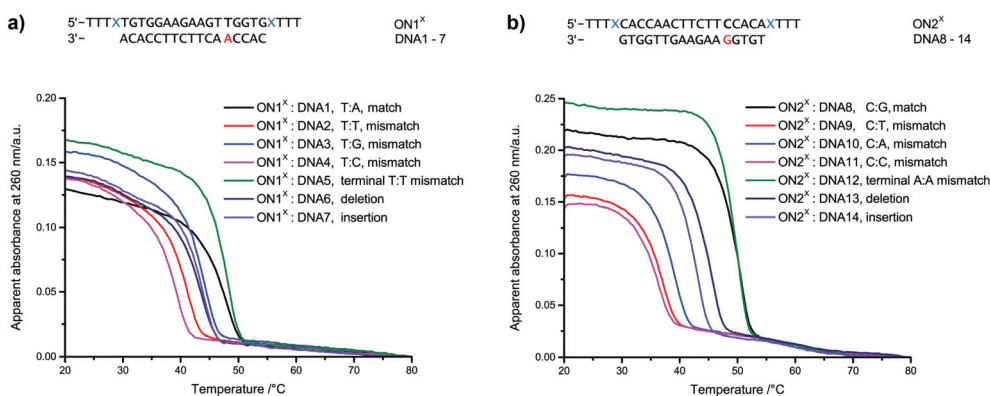 a) 5'– TTTXTGTGGAAGAAGTTGGTGXTTT ON1ˣ
3'– ACACCTTCTTCAACCAC DNA1 - 7
Apparent absorbance at 260 nm/a.u.
0.20
0.15
0.10
0.05
0.00
20 30 40 50 60 70 80
Temperature /°C
ON1ˣ : DNA1, T:A, match
ON1ˣ : DNA2, T:T, mismatch
ON1ˣ : DNA3, T:G, mismatch
ON1ˣ : DNA4, T:C, mismatch
ON1ˣ : DNA5, terminal T:T mismatch
ON1ˣ : DNA6, deletion
ON1ˣ : DNA7, insertion
b) 5'– TTTXCACCAACTTCTTCCACAXTTT ON2ˣ
3'– GTGGTTGAAGAAGGTGT DNA8 - 14
Apparent absorbance at 260 nm/a.u.
0.25
0.20
0.15
0.10
0.05
0.00
20 30 40 50 60 70 80
Temperature /°C
ON2ˣ : DNA8, C:G, match
ON2ˣ : DNA9, C:T, mismatch
ON2ˣ : DNA10, C:A, mismatch
ON2ˣ : DNA11, C:C, mismatch
ON2ˣ : DNA12, terminal A:A mismatch
ON2ˣ : DNA13, deletion
ON2ˣ : DNA14, insertion